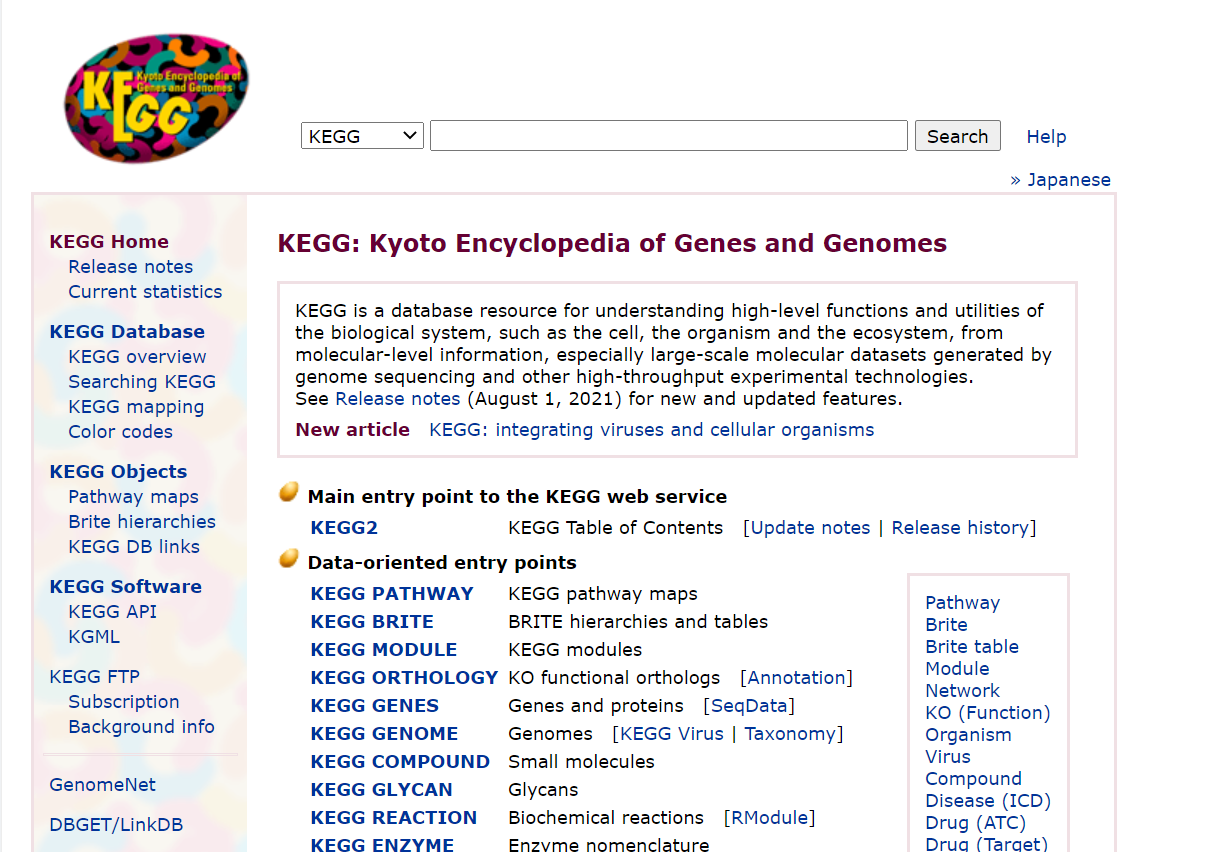 KEGG
Kyoto Encyclopedia of
Genes and Genomes
KEGG Search Help
» Japanese
KEGG Home
Release notes
Current statistics
KEGG Database
KEGG overview
Searching KEGG
KEGG mapping
Color codes
KEGG Objects
Pathway maps
Brite hierarchies
KEGG DB links
KEGG Software
KEGG API
KGML
KEGG FTP
Subscription
Background info
GenomeNet
DBGET/LinkDB
KEGG: Kyoto Encyclopedia of Genes and Genomes
KEGG is a database resource for understanding high-level functions and utilities of
the biological system, such as the cell, the organism and the ecosystem, from
molecular-level information, especially large-scale molecular datasets generated by
genome sequencing and other high-throughput experimental technologies.
See Release notes (August 1, 2021) for new and updated features.
New article KEGG: integrating viruses and cellular organisms
Main entry point to the KEGG web service
KEGG2 KEGG Table of Contents [Update notes | Release history]
Data-oriented entry points
KEGG PATHWAY KEGG pathway maps
KEGG BRITE BRITE hierarchies and tables
KEGG MODULE KEGG modules
KEGG ORTHOLOGY KO functional orthologs [Annotation]
KEGG GENES Genes and proteins [SeqData]
KEGG GENOME Genomes [KEGG Virus | Taxonomy]
KEGG COMPOUND Small molecules
KEGG GLYCAN Glycans
KEGG REACTION Biochemical reactions [RModule]
KEGG ENZYME Enzyme nomenclature
Pathway
Brite
Brite table
Module
Network
KO (Function)
Organism
Virus
Compound
Disease (ICD)
Drug (ATC)
Drug (Target)